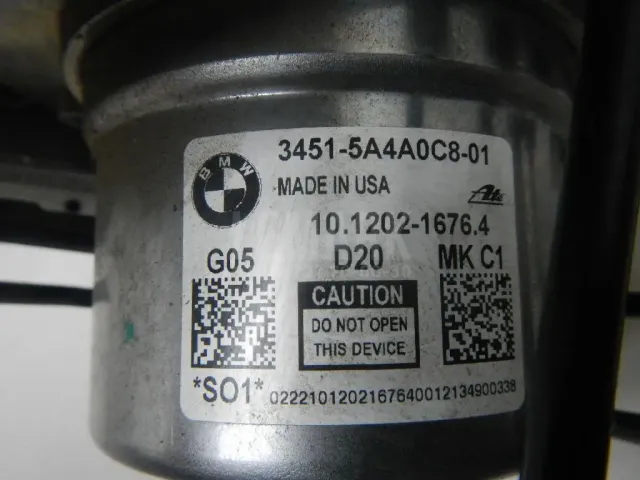 BMW
3451-5A4A0C8-01
MADE IN USA
Ate
10.1202-1676.4
G05 D20 MK C1
CAUTION
DO NOT OPEN
THIS DEVICE
*SO1*
0222101202167640012134900338